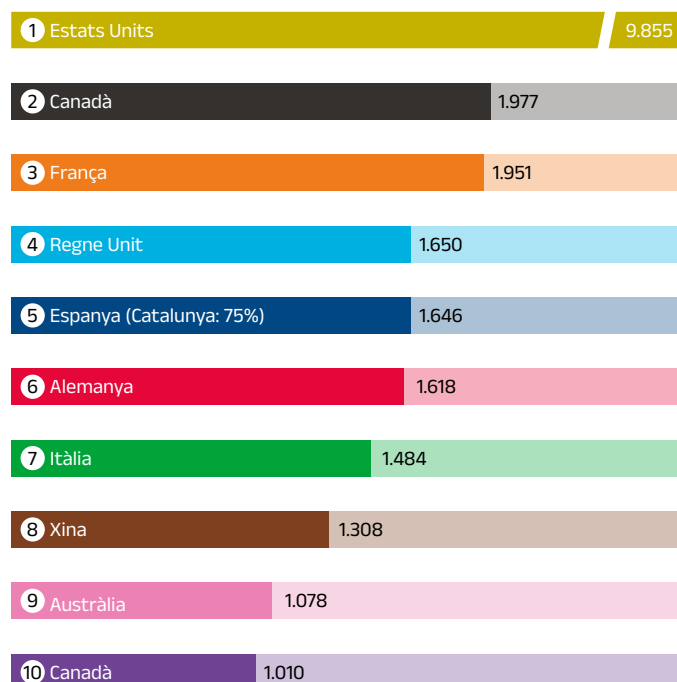 1 Estats Units 9.855
2 Canadà 1.977
3 França 1.951
4 Regne Unit 1.650
5 Espanya (Catalunya: 75%) 1.646
6 Alemanya 1.618
7 Itàlia 1.484
8 Xina 1.308
9 Austràlia 1.078
10 Canadà 1.010